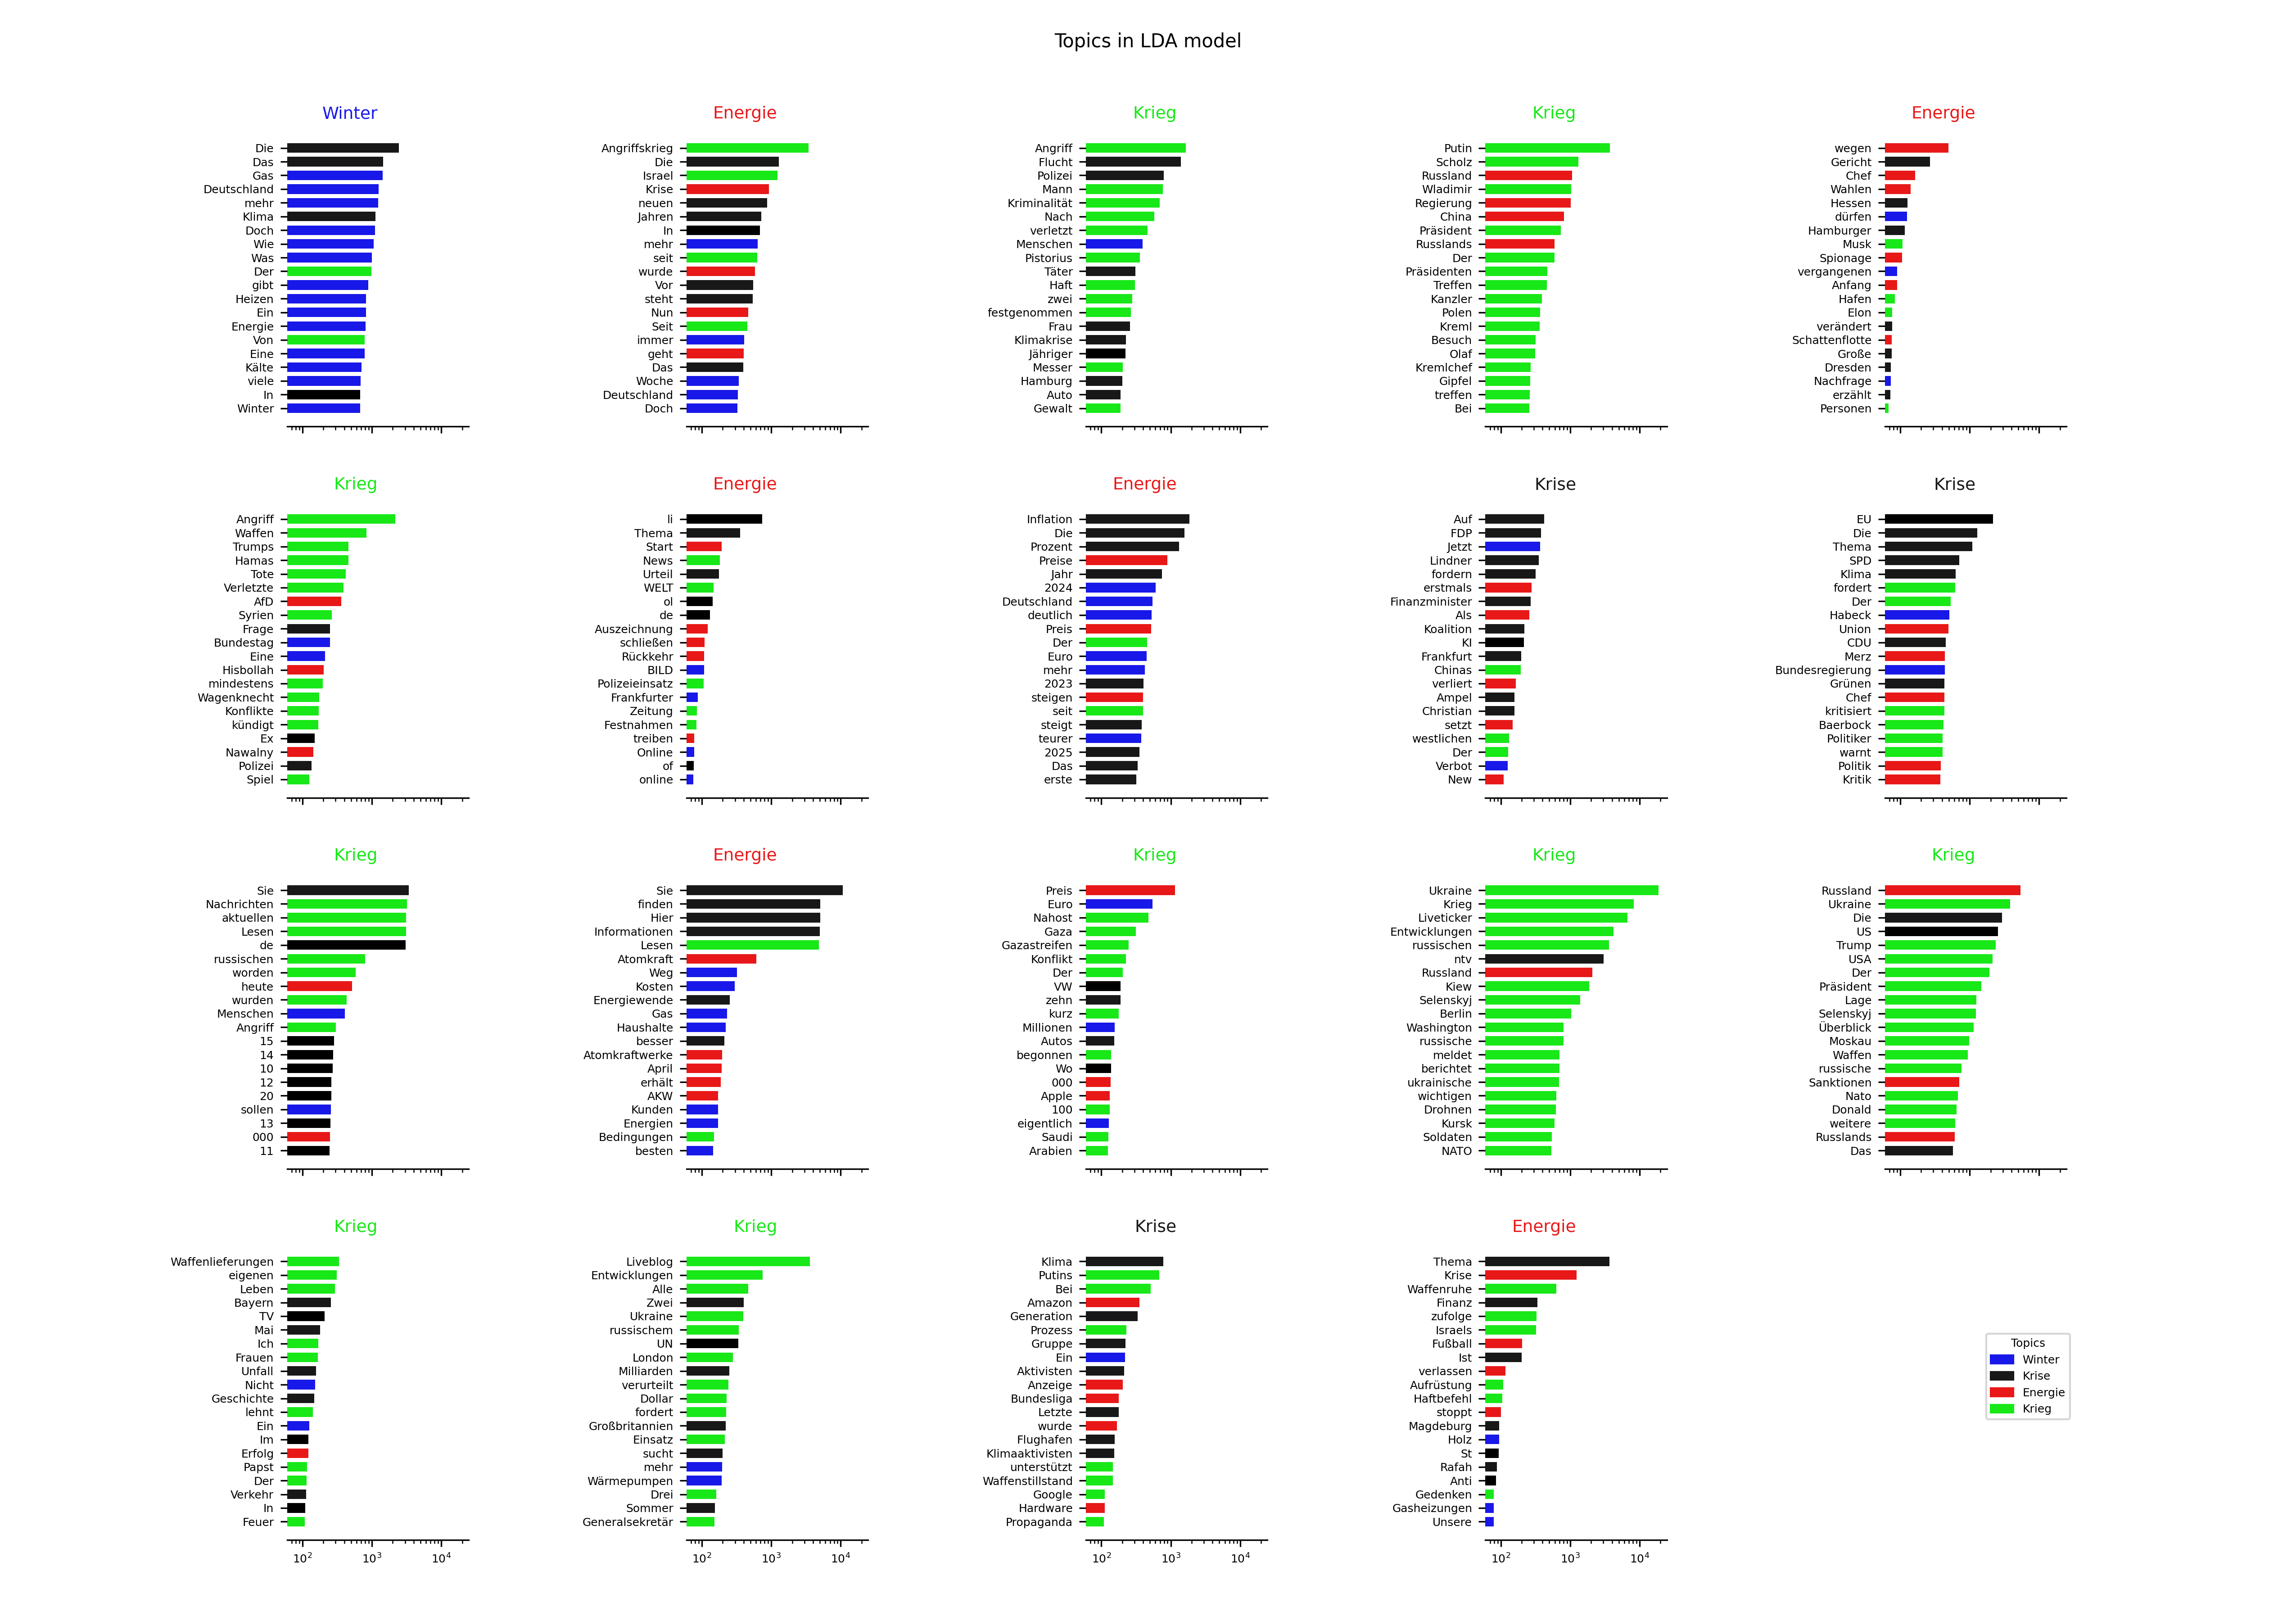 Topics in LDA model
Winter
Die
Das
Gas
Deutschland
mehr
Klima
Doch
Wie
Was
Der
gibt
Heizen
Ein
Energie
Von
Eine
Kälte
viele
In
Winter
Energie
Angriffskrieg
Die
Israel
Krise
neuen
Jahren
In
mehr
seit
wurde
Vor
steht
Nun
Seit
immer
geht
Das
Woche
Deutschland
Doch
Krieg
Angriff
Flucht
Polizei
Mann
Kriminalität
Nach
verletzt
Menschen
Pistorius
Täter
Haft
zwei
festgenommen
Frau
Klimakrise
Jähriger
Messer
Hamburg
Auto
Gewalt
Krieg
Putin
Scholz
Russland
Wladimir
Regierung
China
Präsident
Russlands
Der
Präsidenten
Treffen
Kanzler
Polen
Kreml
Besuch
Olaf
Kremlchef
Gipfel
treffen
Bei
Energie
wegen
Gericht
Chef
Wahlen
Hessen
dürfen
Hamburger
Musk
Spionage
vergangenen
Anfang
Hafen
Elon
verändert
Schattenflotte
Große
Dresden
Nachfrage
erzählt
Personen
Krieg
Angriff
Waffen
Trumps
Hamas
Tote
Verletzte
AfD
Syrien
Frage
Bundestag
Eine
Hisbollah
mindestens
Wagenknecht
Konflikte
kündigt
Ex
Nawalny
Polizei
Spiel
Energie
li
Thema
Start
News
Urteil
WELT
ol
de
Auszeichnung
schließen
Rückkehr
BILD
Polizeieinsatz
Frankfurter
Zeitung
Festnahmen
treiben
Online
of
online
Energie
Inflation
Die
Prozent
Preise
Jahr
2024
Deutschland
deutlich
Preis
Der
Euro
mehr
2023
steigen
seit
steigt
teurer
2025
Das
erste
Krise
Auf
FDP
Jetzt
Lindner
fordern
erstmals
Finanzminister
Als
Koalition
KI
Frankfurt
Chinas
verliert
Ampel
Christian
setzt
westlichen
Der
Verbot
New
Krise
EU
Die
Thema
SPD
Klima
fordert
Der
Habeck
Union
CDU
Merz
Bundesregierung
Grünen
Chef
kritisiert
Baerbock
Politiker
warnt
Politik
Kritik
Krieg
Sie
Nachrichten
aktuellen
Lesen
de
russischen
worden
heute
wurden
Menschen
Angriff
15
14
10
12
20
sollen
13
000
11
Energie
Sie
finden
Hier
Informationen
Lesen
Atomkraft
Weg
Kosten
Energiewende
Gas
Haushalte
besser
Atomkraftwerke
April
erhält
AKW
Kunden
Energien
Bedingungen
besten
Krieg
Preis
Euro
Nahost
Gaza
Gazastreifen
Konflikt
Der
VW
zehn
kurz
Millionen
Autos
begonnen
Wo
000
Apple
100
eigentlich
Saudi
Arabien
Krieg
Ukraine
Krieg
Liveticker
Entwicklungen
russischen
ntv
Russland
Kiew
Selenskyj
Berlin
Washington
russische
meldet
berichtet
ukrainische
wichtigen
Drohnen
Kursk
Soldaten
NATO
Krieg
Russland
Ukraine
Die
US
Trump
USA
Der
Präsident
Lage
Selenskyj
Überblick
Moskau
Waffen
russische
Sanktionen
Nato
Donald
weitere
Russlands
Das
Krieg
Waffenlieferungen
eigenen
Leben
Bayern
TV
Mai
Ich
Frauen
Unfall
Nicht
Geschichte
lehnt
Ein
Im
Erfolg
Papst
Der
Verkehr
In
Feuer
10² 10³ 10⁴
Krieg
Liveblog
Entwicklungen
Alle
Zwei
Ukraine
russischem
UN
London
Milliarden
verurteilt
Dollar
fordert
Großbritannien
Einsatz
sucht
mehr
Wärmepumpen
Drei
Sommer
Generalsekretär
10² 10³ 10⁴
Krise
Klima
Putins
Bei
Amazon
Generation
Prozess
Gruppe
Ein
Aktivisten
Anzeige
Bundesliga
Letzte
wurde
Flughafen
Klimaaktivisten
unterstützt
Waffenstillstand
Google
Hardware
Propaganda
10² 10³ 10⁴
Energie
Thema
Krise
Waffenruhe
Finanz
zufolge
Israels
Fußball
Ist
verlassen
Aufrüstung
Haftbefehl
stoppt
Magdeburg
Holz
St
Rafah
Anti
Gedenken
Gasheizungen
Unsere
10² 10³ 10⁴
Topics
Winter
Krise
Energie
Krieg